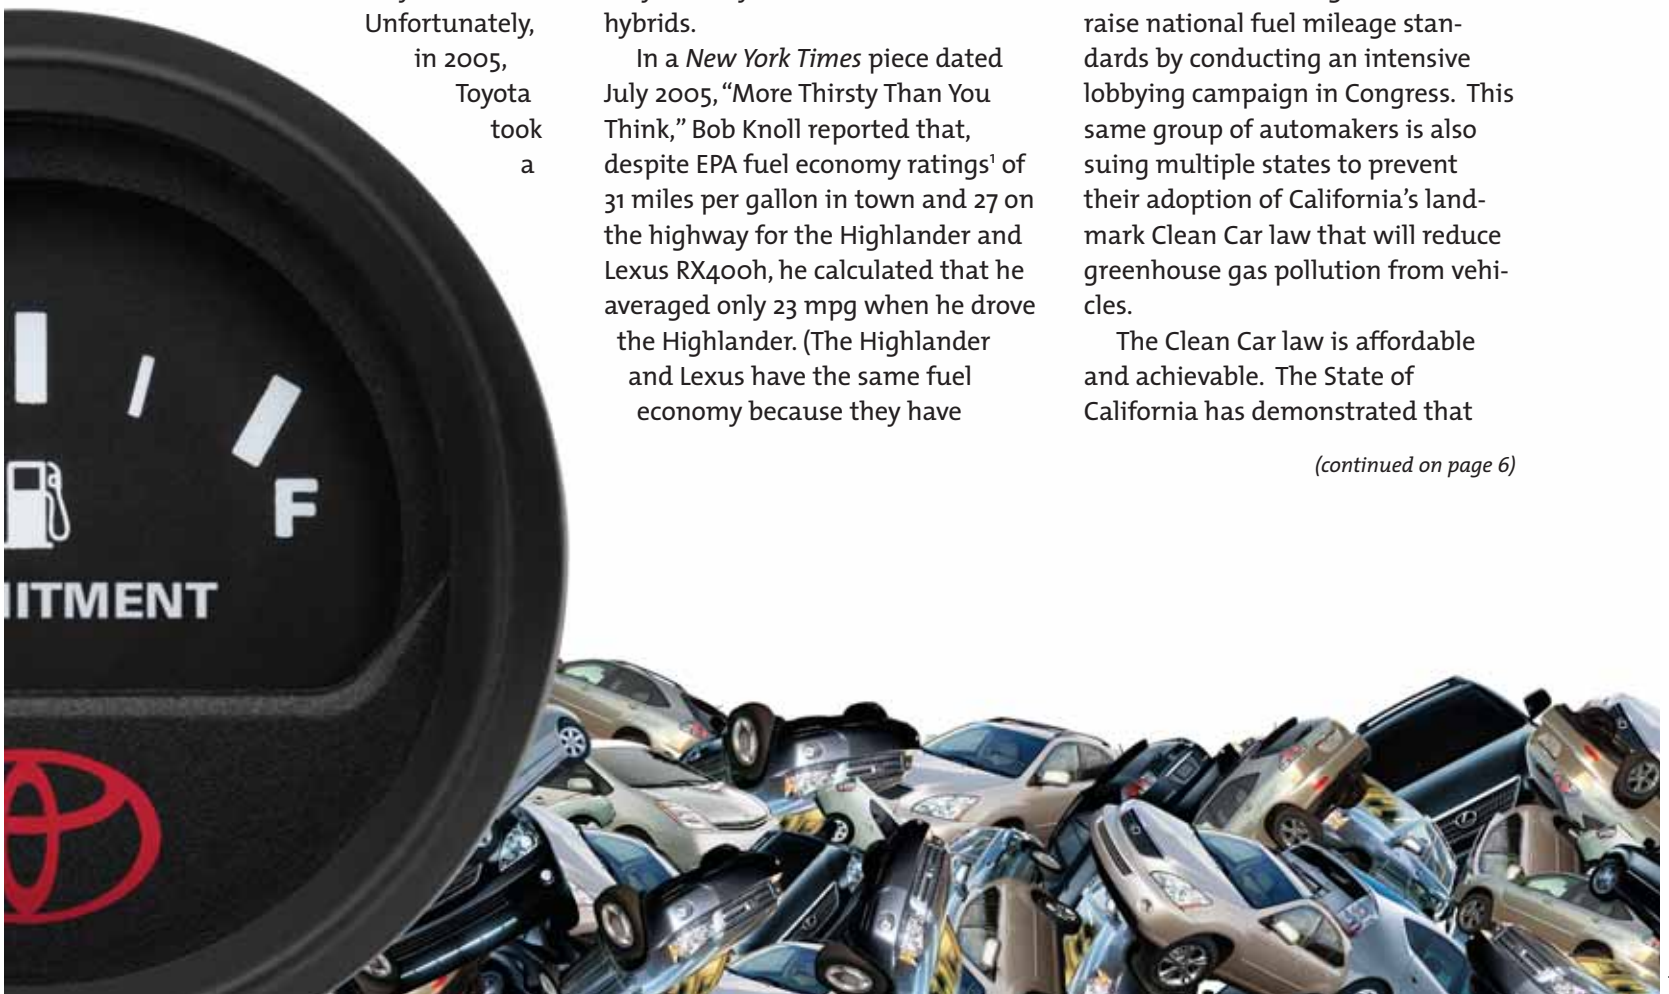 Unfortunately,
in 2005,
Toyota
took
a
hybrids.
In a New York Times piece dated
July 2005, “More Thirsty Than You
Think,” Bob Knoll reported that,
despite EPA fuel economy ratings¹ of
31 miles per gallon in town and 27 on
the highway for the Highlander and
Lexus RX400h, he calculated that he
averaged only 23 mpg when he drove
the Highlander. (The Highlander
and Lexus have the same fuel
economy because they have
raise national fuel mileage stan-
dards by conducting an intensive
lobbying campaign in Congress. This
same group of automakers is also
suing multiple states to prevent
their adoption of California’s land-
mark Clean Car law that will reduce
greenhouse gas pollution from vehi-
cles.
The Clean Car law is affordable
and achievable. The State of
California has demonstrated that
(continued on page 6)
F
ITMENT